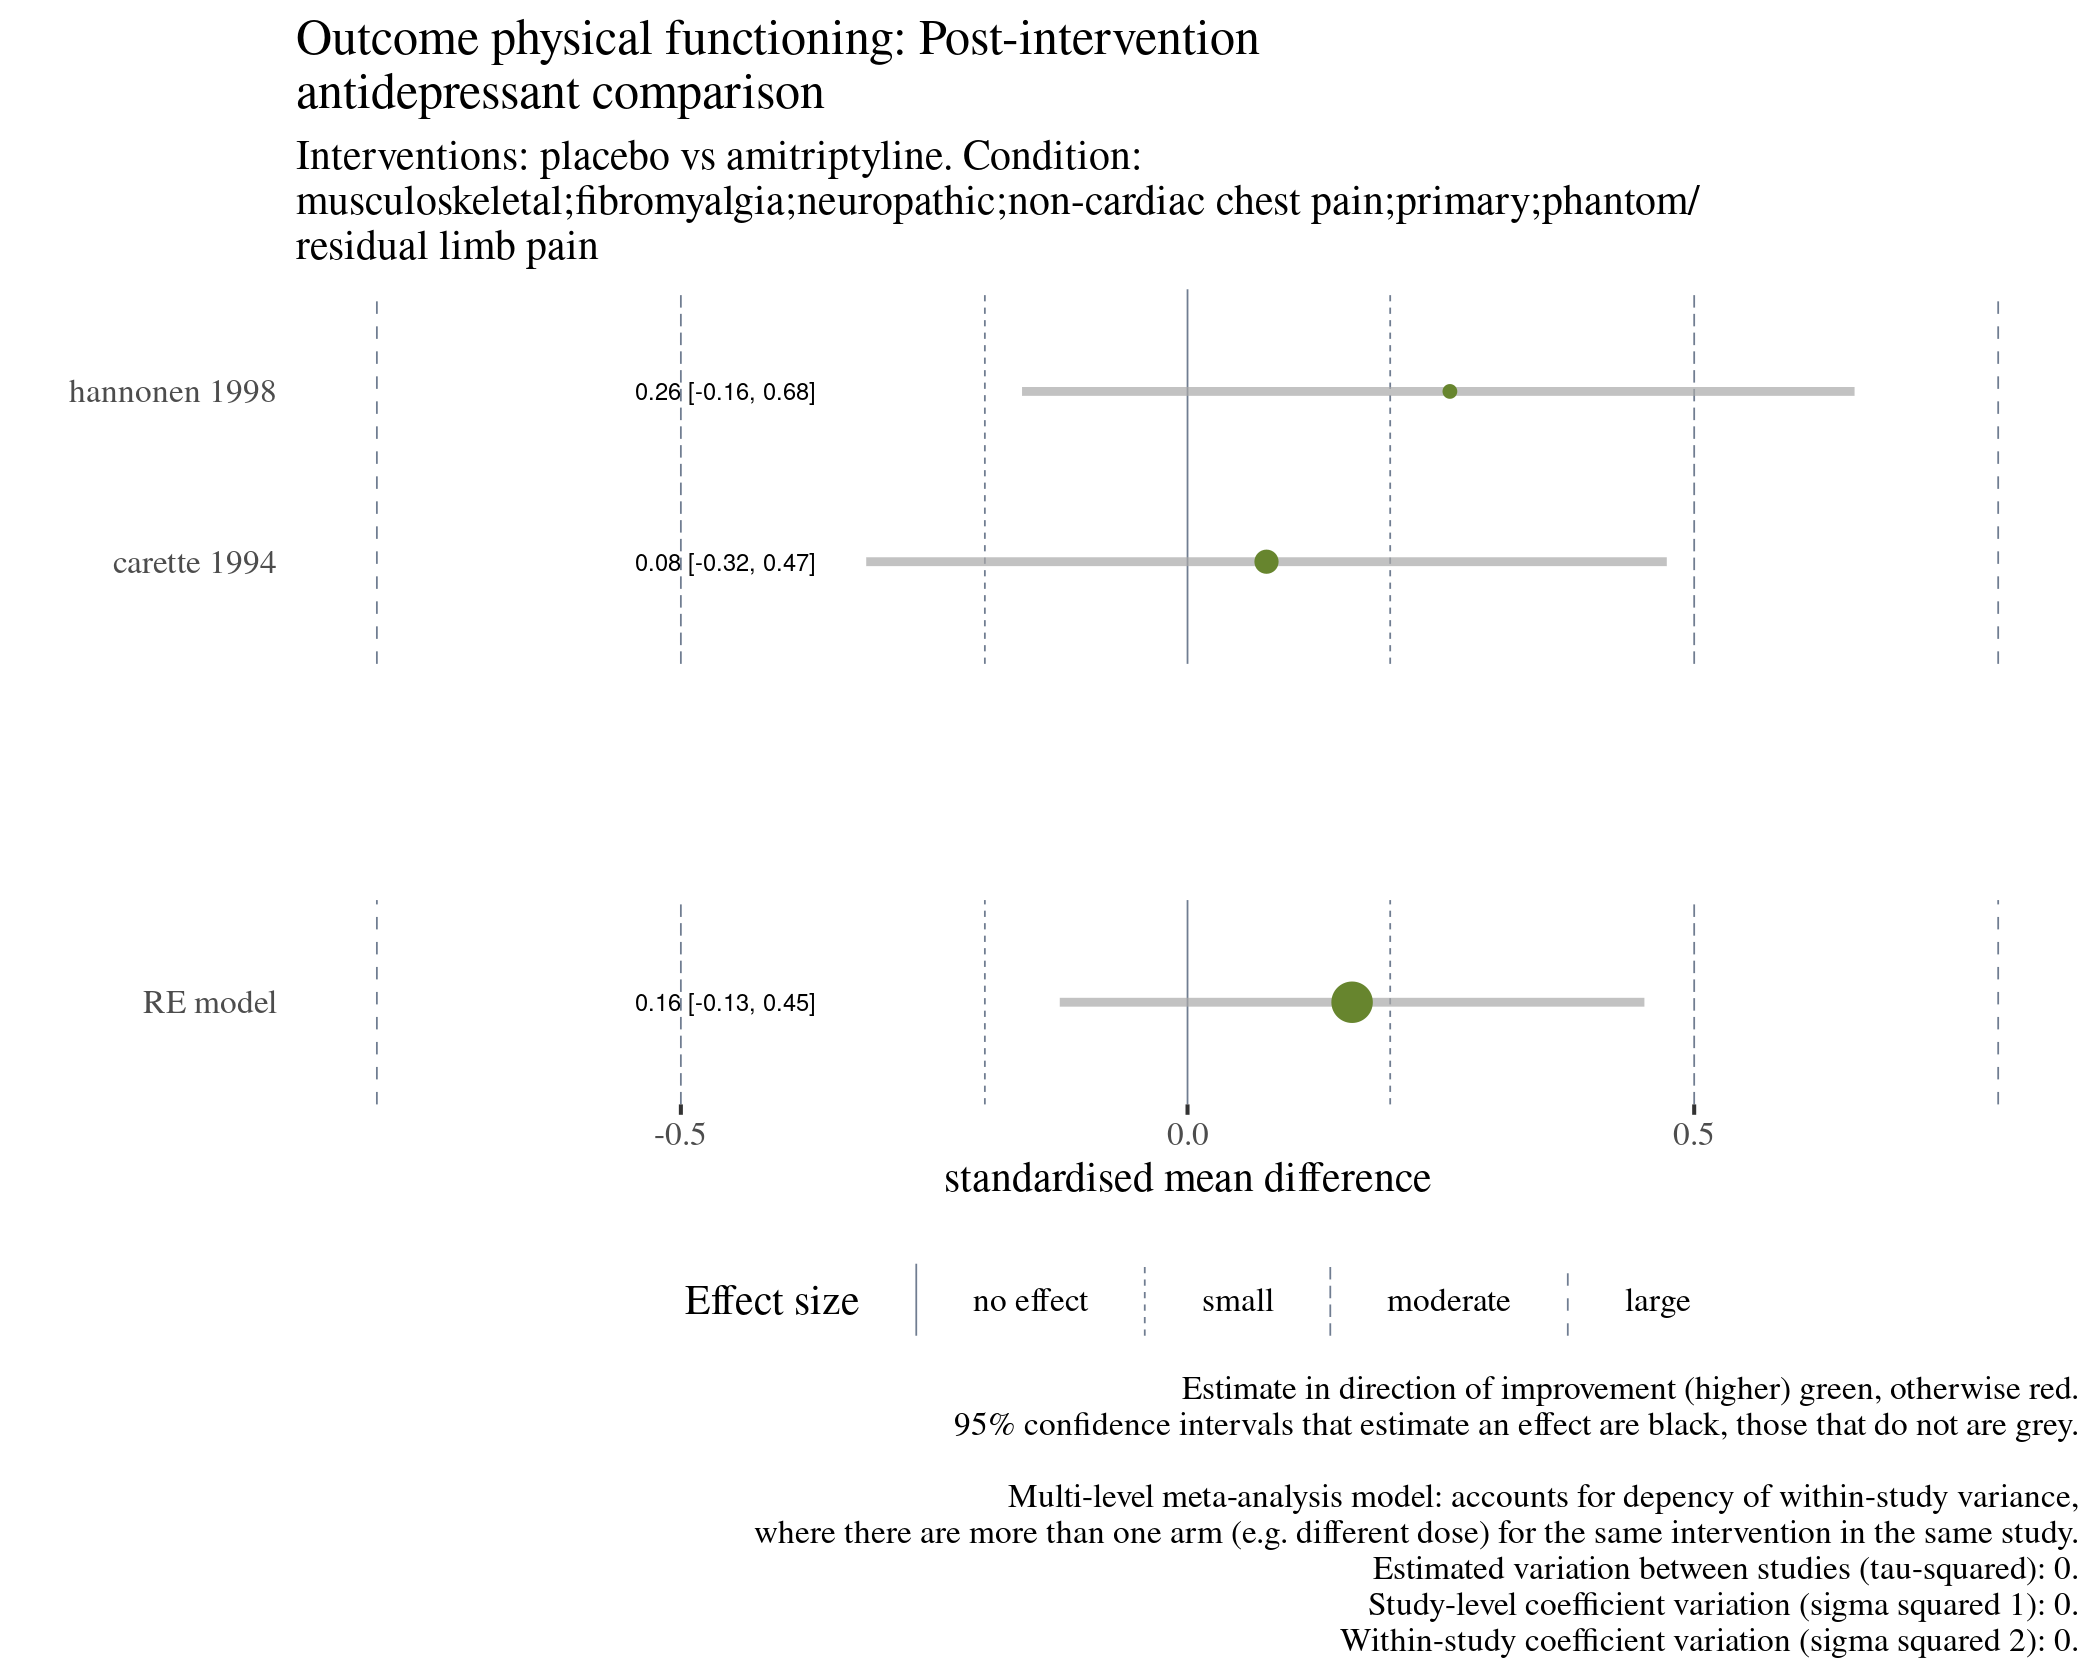 Outcome physical functioning: Post-intervention
antidepressant comparison
Interventions: placebo vs amitriptyline. Condition:
musculoskeletal;fibromyalgia;neuropathic;non-cardiac chest pain;primary;phantom/
residual limb pain
hannonen 1998
0.26 [-0.16, 0.68]
carette 1994
0.08 [-0.32, 0.47]
RE model
0.16 [-0.13, 0.45]
-0.5 0.0 0.5
standardised mean difference
Effect size no effect small moderate large
Estimate in direction of improvement (higher) green, otherwise red.
95% confidence intervals that estimate an effect are black, those that do not are grey.
Multi-level meta-analysis model: accounts for depency of within-study variance,
where there are more than one arm (e.g. different dose) for the same intervention in the same study.
Estimated variation between studies (tau-squared): 0.
Study-level coefficient variation (sigma squared 1): 0.
Within-study coefficient variation (sigma squared 2): 0.